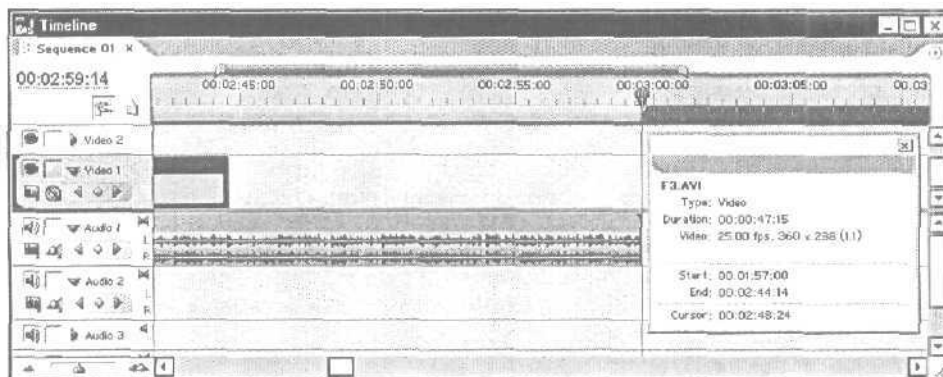 Timeline
Sequence 01 ×
00:02:59:14
00:02:45:00 00:02:50:00 00:02:55:00 00:03:00:00 00:03:05:00 00:03
Video 2
Video 1
Audio 1
L
R
Audio 2
L
R
Audio 3
F3.AVI
Type: Video
Duration: 00:00:47:15
Video: 25.00 fps, 360 x 288 (1.1)
Start: 00:01:57:00
End: 00:02:44:14
Cursor: 00:02:48:24